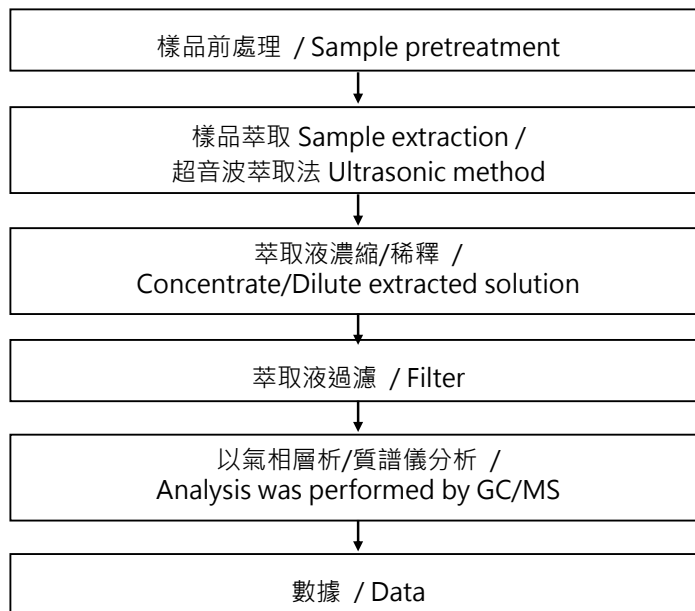 樣品前處理 / Sample pretreatment
樣品萃取 Sample extraction /
超音波萃取法 Ultrasonic method
萃取液濃縮/稀釋 /
Concentrate/Dilute extracted solution
萃取液過濾 / Filter
以氣相層析/質譜儀分析 /
Analysis was performed by GC/MS
數據 / Data